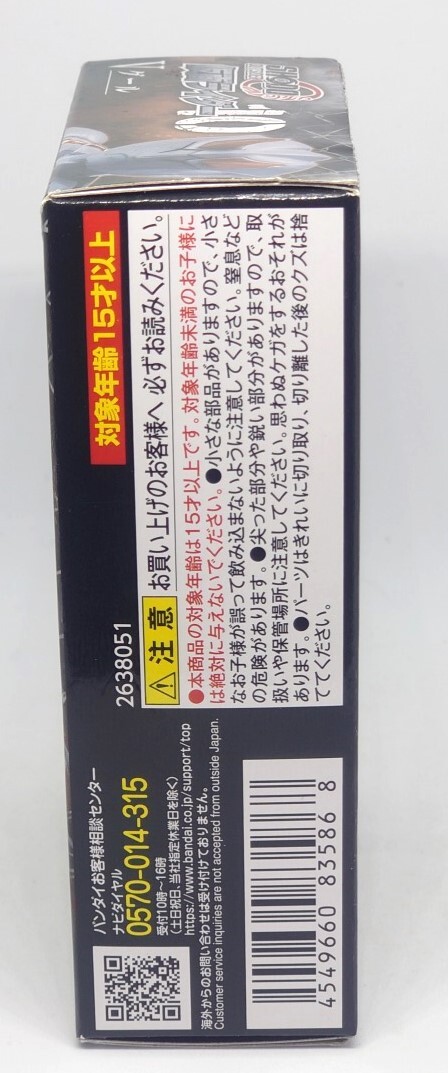 対象年齢15才以上
2638051
注意
お買い上げのお客様へ 必ずお読みください。
●本商品の対象年齢は15才以上です。対象年齢未満のお子様に
は絶対に与えないでください。●小さな部品がありますので、小さ
なお子様が誤って飲み込まないように注意してください。窒息など
の危険があります。●尖った部分や鋭い部分がありますので、取
扱いや保管場所に注意してください。思わぬケガをするおそれが
あります。●パーツはきれいに切り取り、切り離した後のクズは捨
ててください。
バンダイお客様相談センター
ナビダイヤル
0570-014-315
受付10時〜16時
(土日祝日、当社指定休業日を除く)
https://www.bandai.co.jp/support/top
海外からのお問い合わせは受け付けておりません。
Customer service inquiries are not accepted from outside Japan.
4549660 83586 8